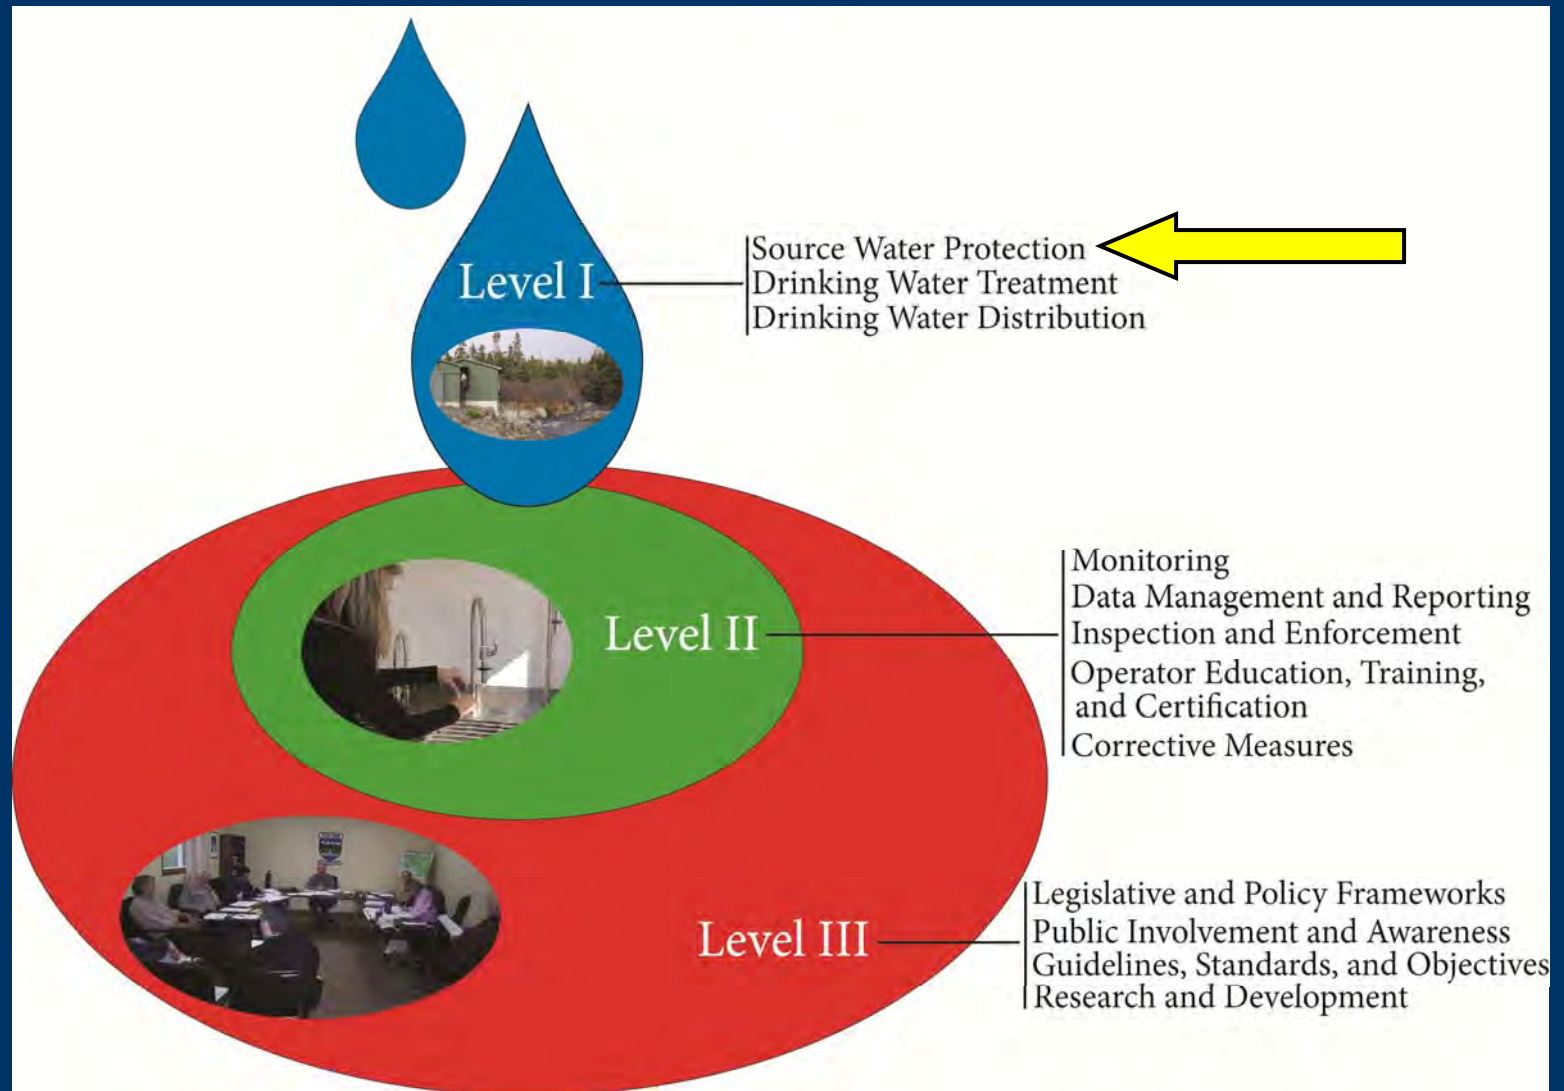 Level I
Source Water Protection
Drinking Water Treatment
Drinking Water Distribution
Level II
Monitoring
Data Management and Reporting
Inspection and Enforcement
Operator Education, Training,
and Certification
Corrective Measures
Level III
Legislative and Policy Frameworks
Public Involvement and Awareness
Guidelines, Standards, and Objectives
Research and Development